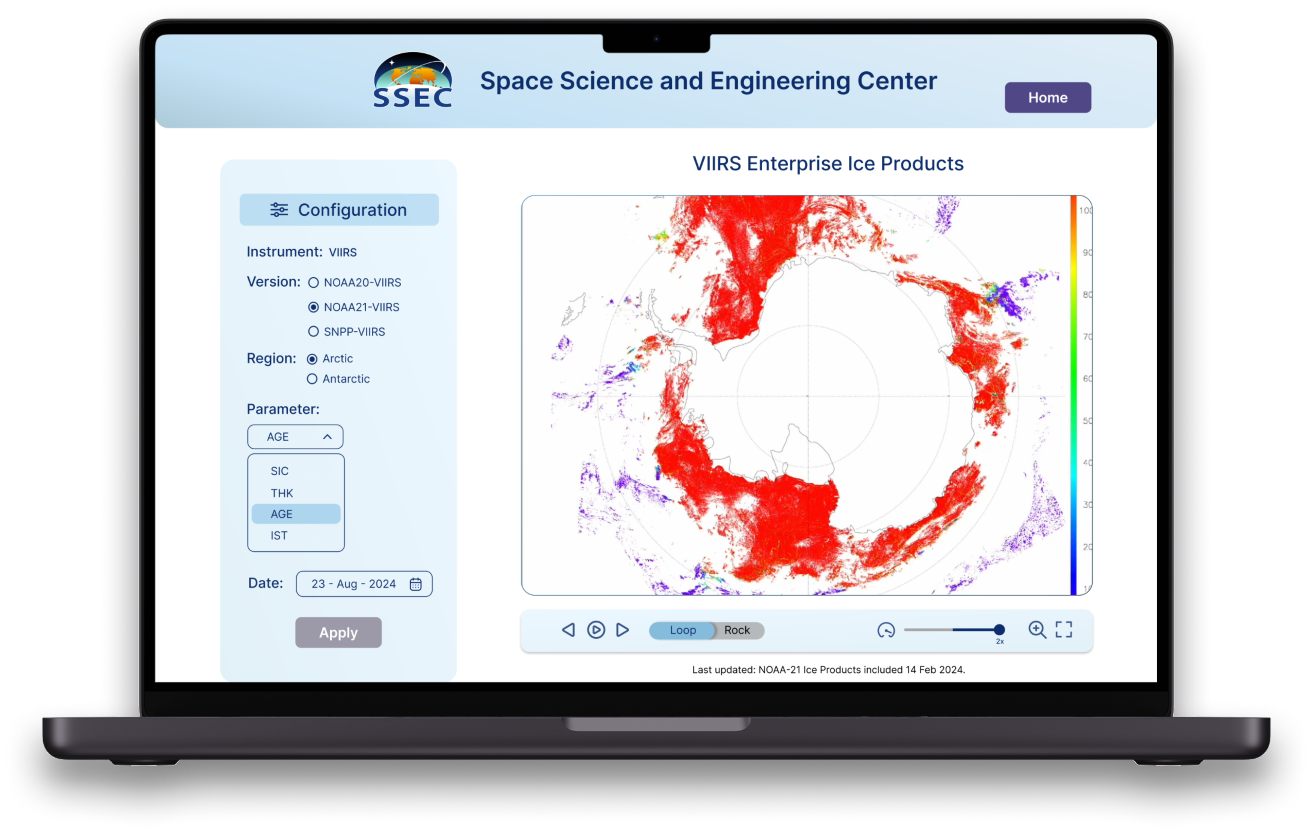 SSEC
Space Science and Engineering Center
Home
Configuration
Instrument: VIIRS
Version: NOAA20-VIIRS
NOAA21-VIIRS
SNPP-VIIRS
Region: Arctic
Antarctic
Parameter:
AGE
SIC
THK
AGE
IST
Date: 23 - Aug - 2024
Apply
VIIRS Enterprise Ice Products
100
90
80
70
60
50
40
30
20
Loop Rock
2x
Last updated: NOAA-21 Ice Products included 14 Feb 2024.